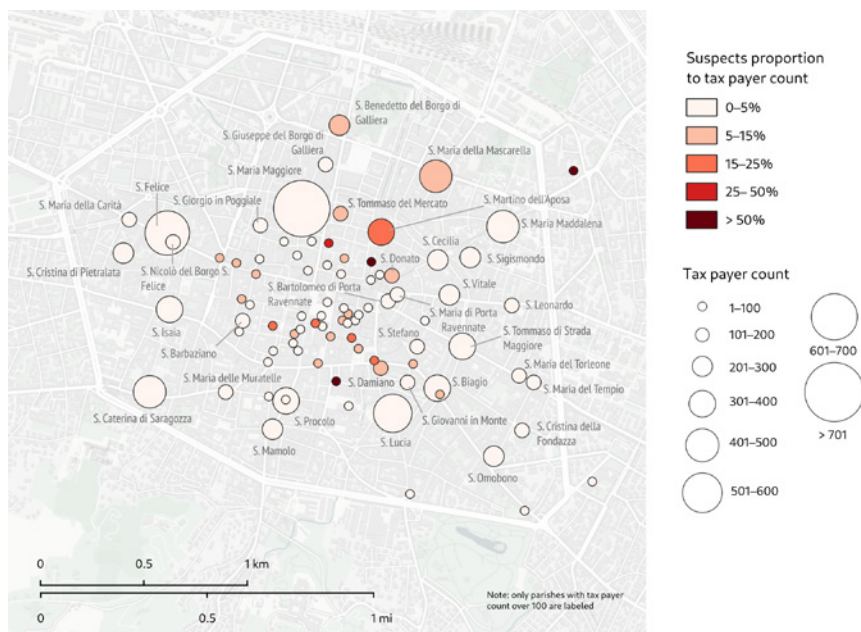 S. Benedetto del Borgo di
Galliera
S. Giuseppe del Borgo di
Galliera
S. Maria della Mascarella
S. Maria Maggiore
S. Felice
S. Giorgio in Poggiale
S. Tommaso del Mercato
S. Martino dell'Aposa
S. Maria della Carità
S. Maria Maddalena
S. Cecilia
S. Donato
S. Sigismondo
S. Cristina di Pietralata
S. Nicolò del Borgo S.
Felice
S. Bartolomeo di Porta
Ravennate
S. Vitale
S. Maria di Porta
Ravennate
S. Leonardo
S. Isaia
S. Stefano
S. Tommaso di Strada
Maggiore
S. Barbaziano
S. Maria del Torleone
S. Maria delle Muratelle
S. Damiano
S. Biagio
S. Maria del Tempio
S. Caterina di Saragozza
S. Procolo
S. Giovanni in Monte
S. Lucia
S. Cristina della
Fondazza
S. Mamolo
S. Omobono
0 0.5 1 km
0 0.5 1 mi
Note: only parishes with tax payer
count over 100 are labeled
Suspects proportion
to tax payer count
0–5%
5–15%
15–25%
25– 50%
> 50%
Tax payer count
1–100
101–200
201–300
301–400
401–500
501–600
601–700
> 701